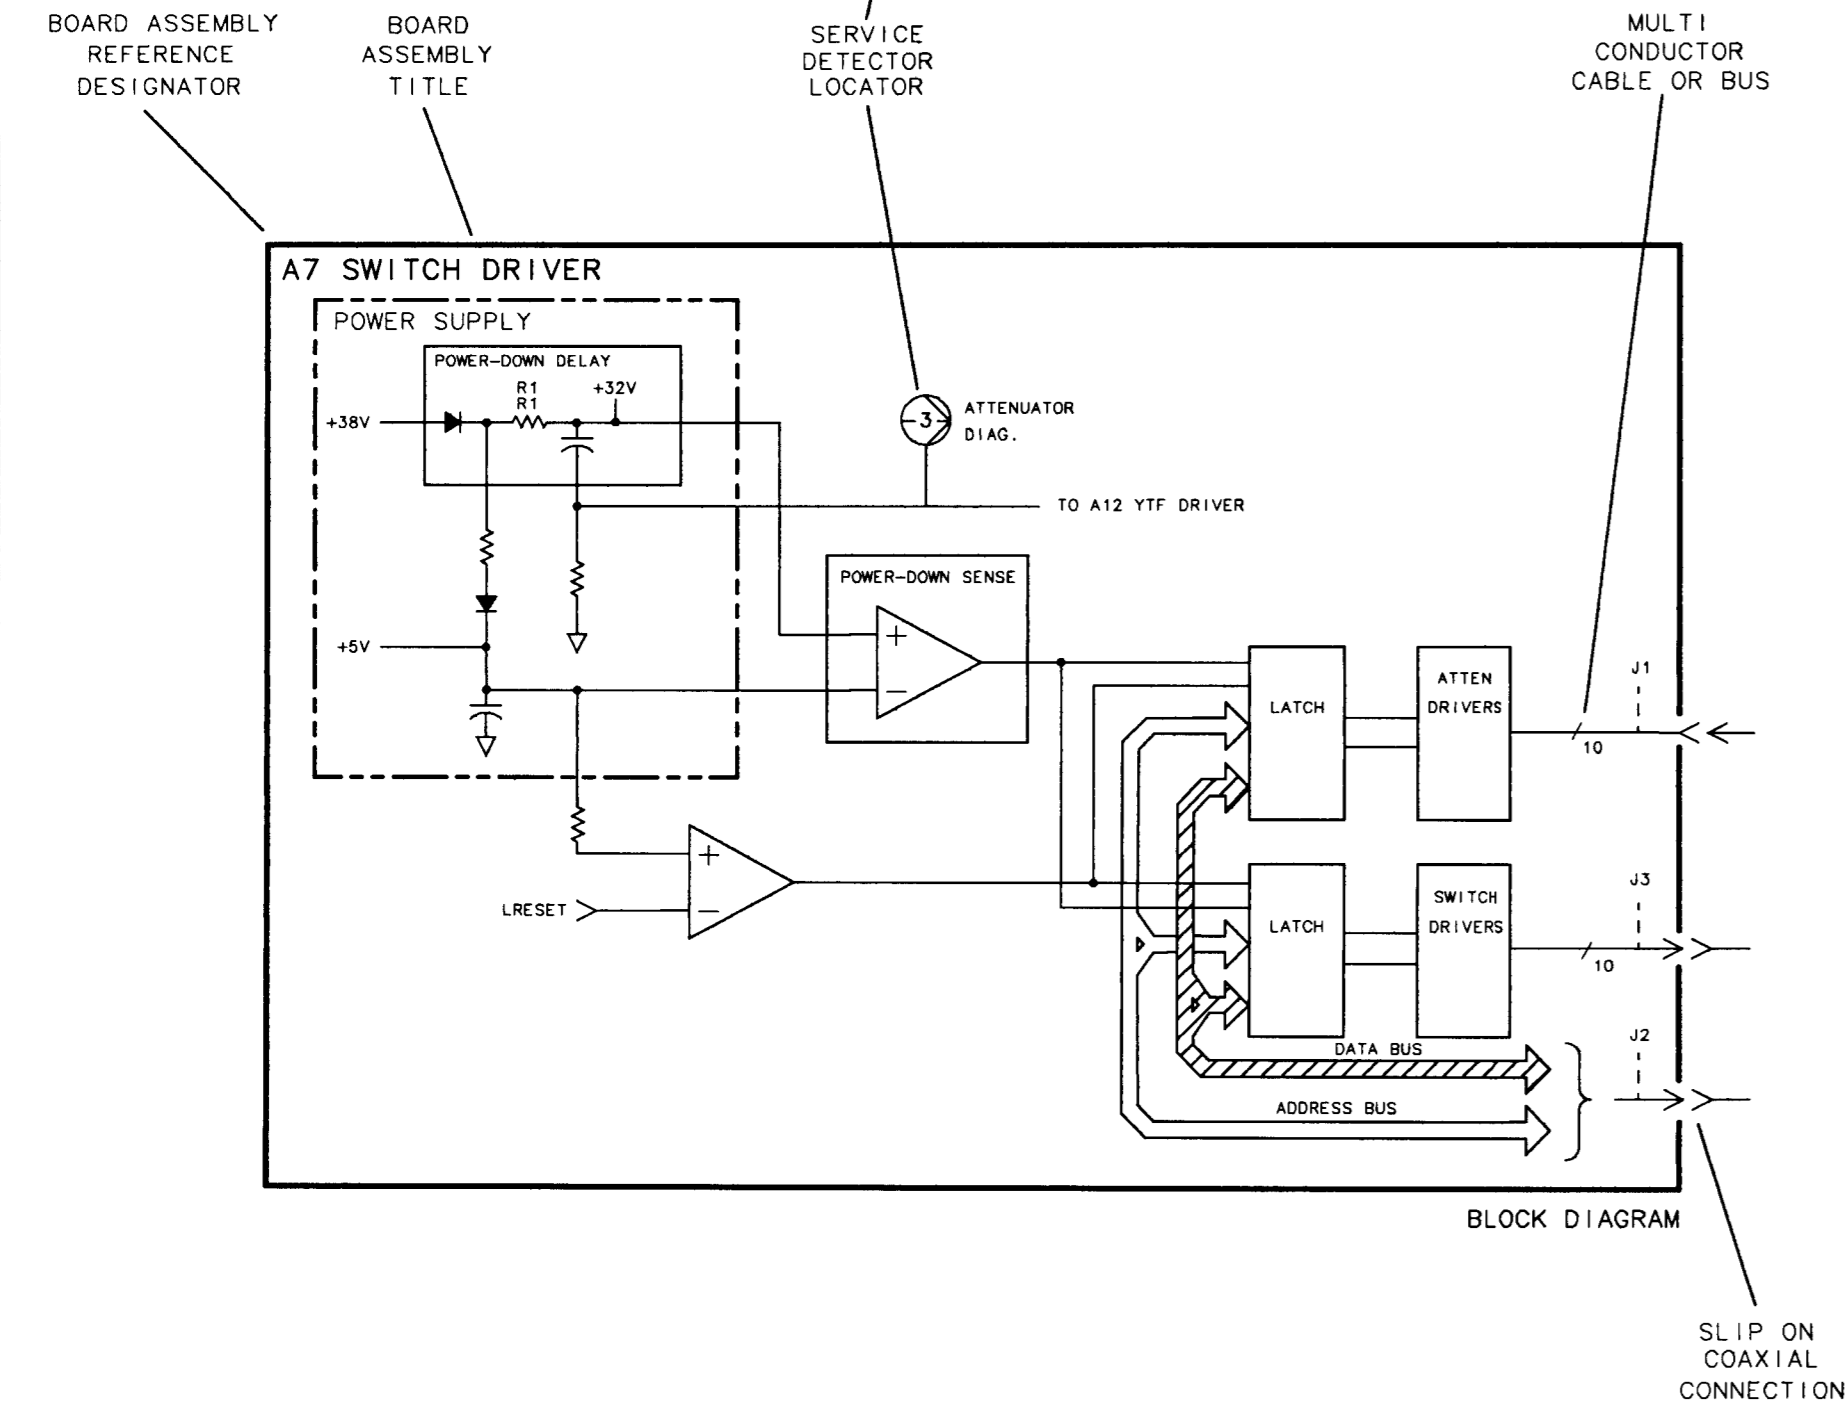 BOARD ASSEMBLY
REFERENCE
DESIGNATOR
BOARD
ASSEMBLY
TITLE
SERVICE
DETECTOR
LOCATOR
MULTI
CONDUCTOR
CABLE OR BUS
A7 SWITCH DRIVER
POWER SUPPLY
POWER-DOWN DELAY
R1
R1
+32V
+38V
3
ATTENUATOR
DIAG.
TO A12 YTF DRIVER
POWER-DOWN SENSE
+
−
+5V
LATCH
ATTEN
DRIVERS
J1
10
+
−
LRESET
LATCH
SWITCH
DRIVERS
J3
10
DATA BUS
J2
ADDRESS BUS
BLOCK DIAGRAM
SLIP ON
COAXIAL
CONNECTION